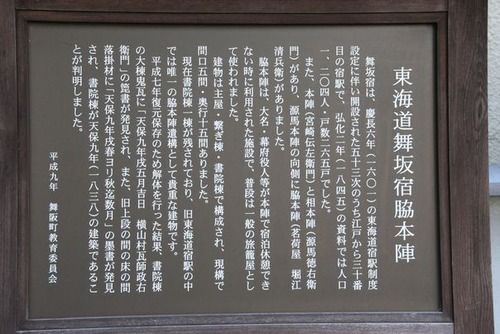 東海道舞坂宿脇本陣
舞坂宿は、慶長六年(一六〇一)の東海道宿駅制度
設定に伴い開設された五十三次のうち江戸から三十番
目の宿駅で、弘化二年(一八四五)の資料では人口
一、二〇四人・戸数二六五戸でした。
また、本陣(宮崎伝左衛門)と相本陣(源馬徳右衛
門)があり、源馬本陣の向側に脇本陣(茗荷屋 堀江
清兵衛)がありました。
脇本陣は、大名・幕府役人等が本陣で宿泊休憩でき
ない時に利用された施設で、普段は一般の旅籠屋とし
て使われました。
建物は主屋・繋ぎ棟・書院棟で構成され、現構で
間口五間・奥行十五間ありました。
現在書院棟一棟が残されており、旧東海道宿駅の中
では唯一の脇本陣遺構として貴重な建物です。
平成七年復元保存のため解体を行った結果、書院棟
の大棟鬼瓦に「天保九年戌五月吉日 横山村瓦師政右
衛門」の箆書が発見され、また、旧上段の間の床の間
落掛材に「天保九年戌春ヨリ秋迄数月」の墨書が発見
され、書院棟が天保九年(一八三八)の建築であるこ
とが判明しました。
平成九年 舞阪町教育委員会